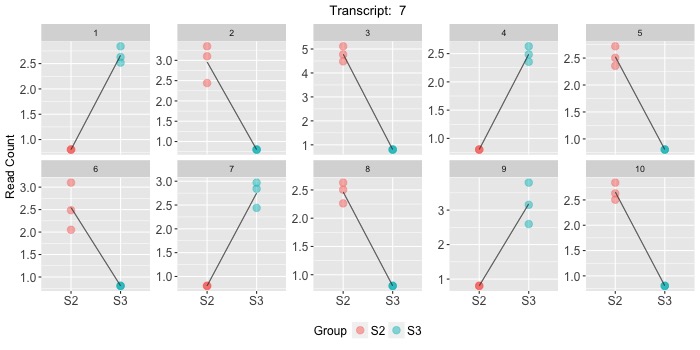 Transcript: 7
1 2 3 4 5
2.5 3.0 5 2.5 2.5
2.0 2.5 4 2.0 2.0
1.5 2.0 3 1.5 1.5
1.0 1.5 2 1.0 1.0
1.0 1
Read Count
6 7 8 9 10
3.0 3.0 2.5 3 2.5
2.5 2.5 2.0 2 2.0
2.0 2.0 1.5 1 1.5
1.5 1.5 1.0 1.0
1.0 1.0
S2 S3 S2 S3 S2 S3 S2 S3 S2 S3
Group S2 S3